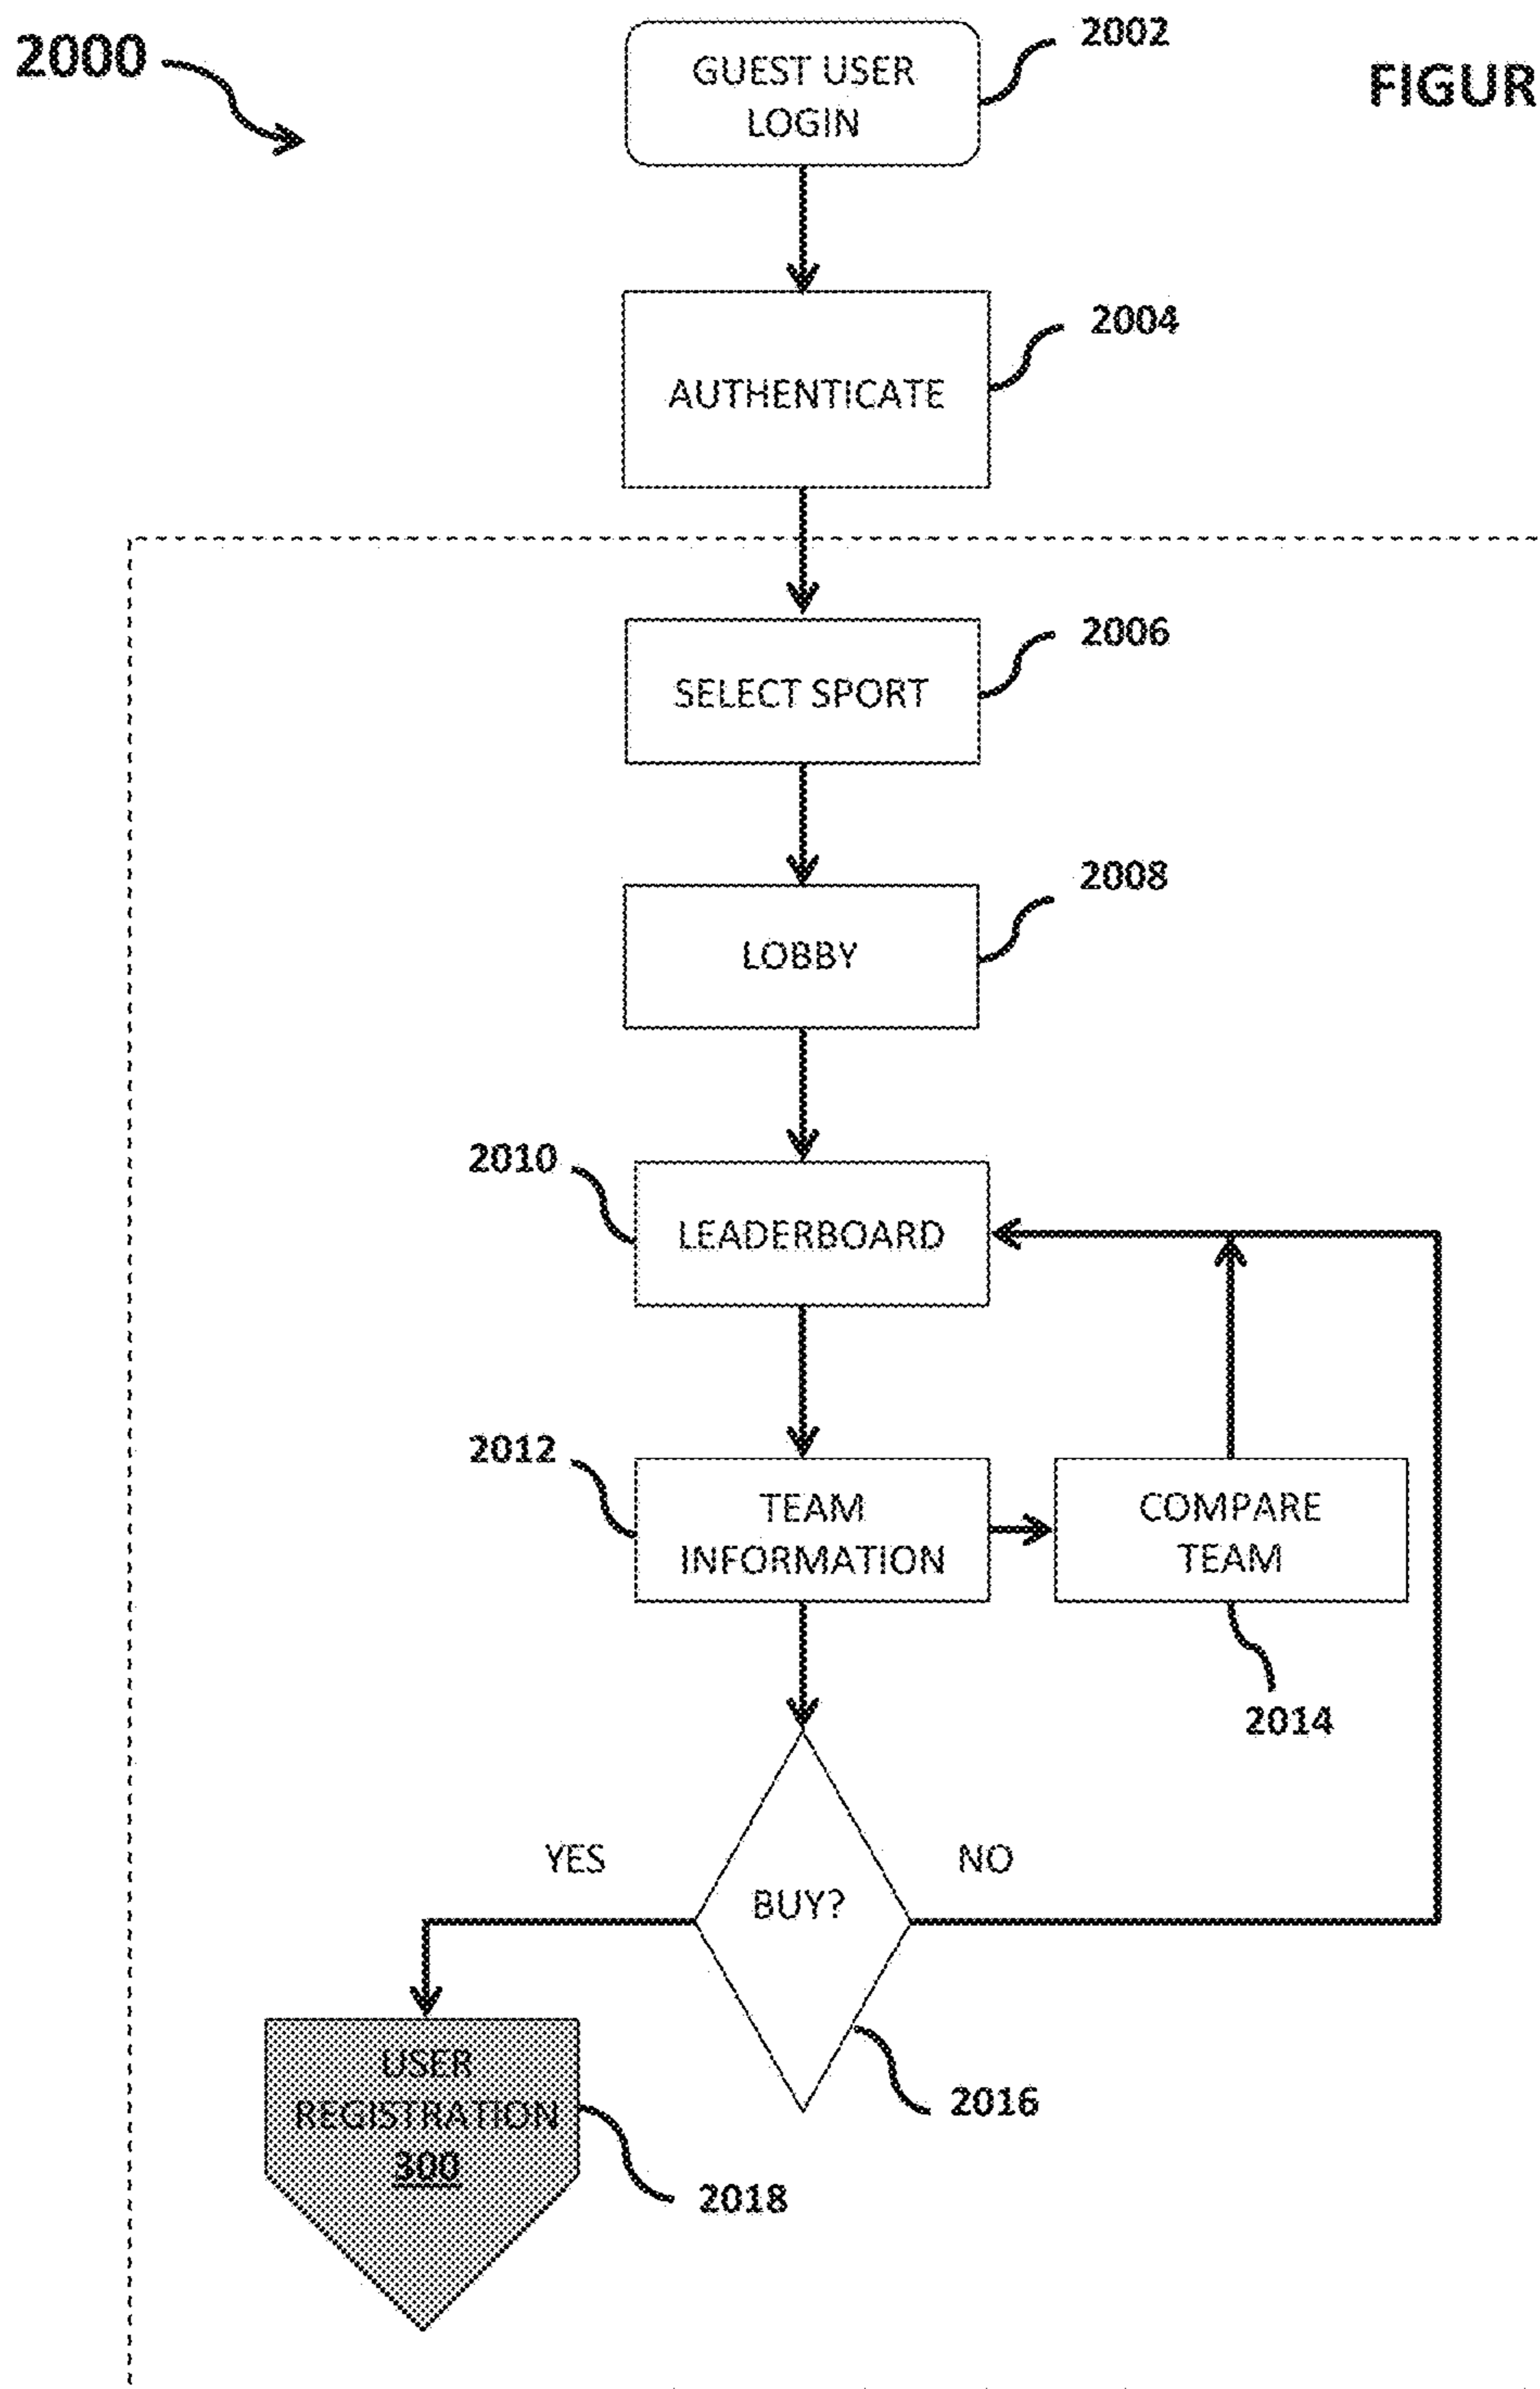 2000
GUEST USER
LOGIN
2002
FIGUR
AUTHENTICATE
2004
SELECT SPORT
2006
LOBBY
2008
2010
LEADERBOARD
2012
TEAM
INFORMATION
COMPARE
TEAM
2014
YES
BUY?
NO
2016
USER
REGISTRATION
300
2018